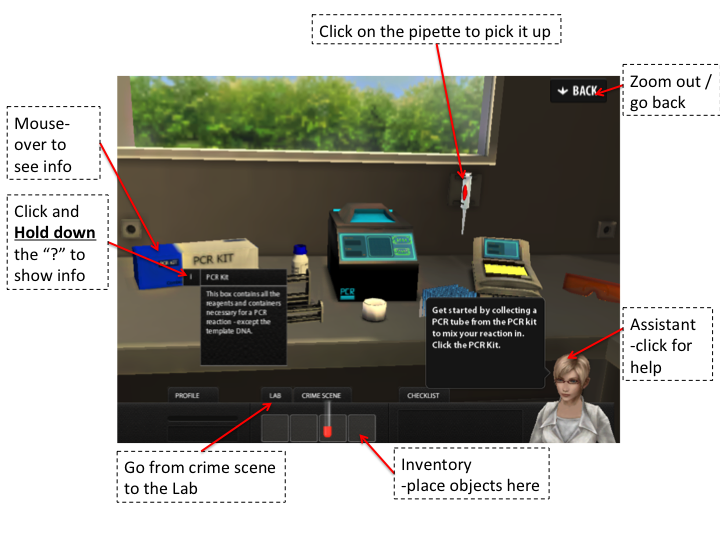 Click on the pipette to pick it up
BACK
Zoom out /
go back
Mouse-
over to
see info
Click and
Hold down
the “?” to
show info
PCR KIT
PCR KIT
PCR Kit
This box contains all the
reagents and containers
necessary for a PCR
reaction - except the
template DNA.
PCR
Get started by collecting a
PCR tube from the PCR kit
to mix your reaction in.
Click the PCR Kit.
Assistant
-click for
help
PROFILE
LAB
CRIME SCENE
CHECKLIST
Go from crime scene
to the Lab
Inventory
-place objects here